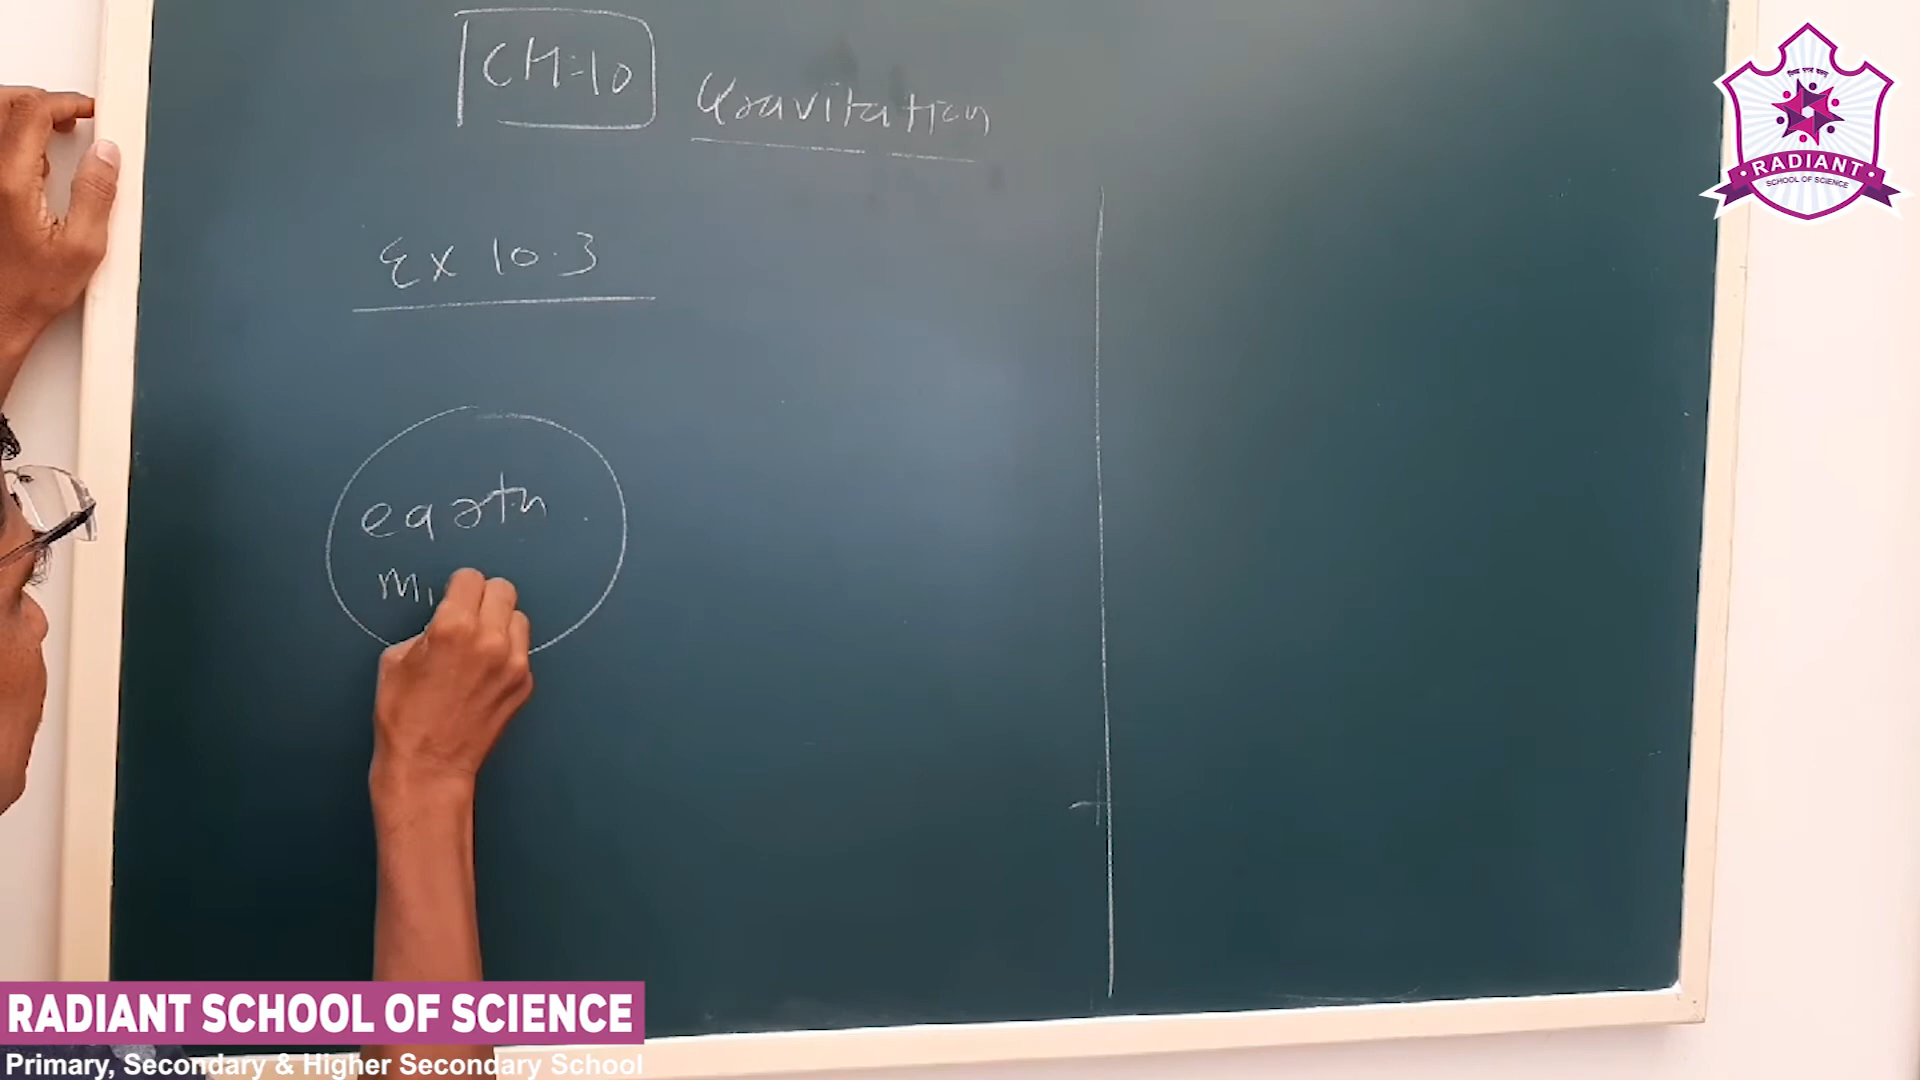 CH=10 Gravitation
Ex 10.3
earth
m1
RADIANT
SCHOOL OF SCIENCE
RADIANT SCHOOL OF SCIENCE
Primary, Secondary & Higher Secondary School